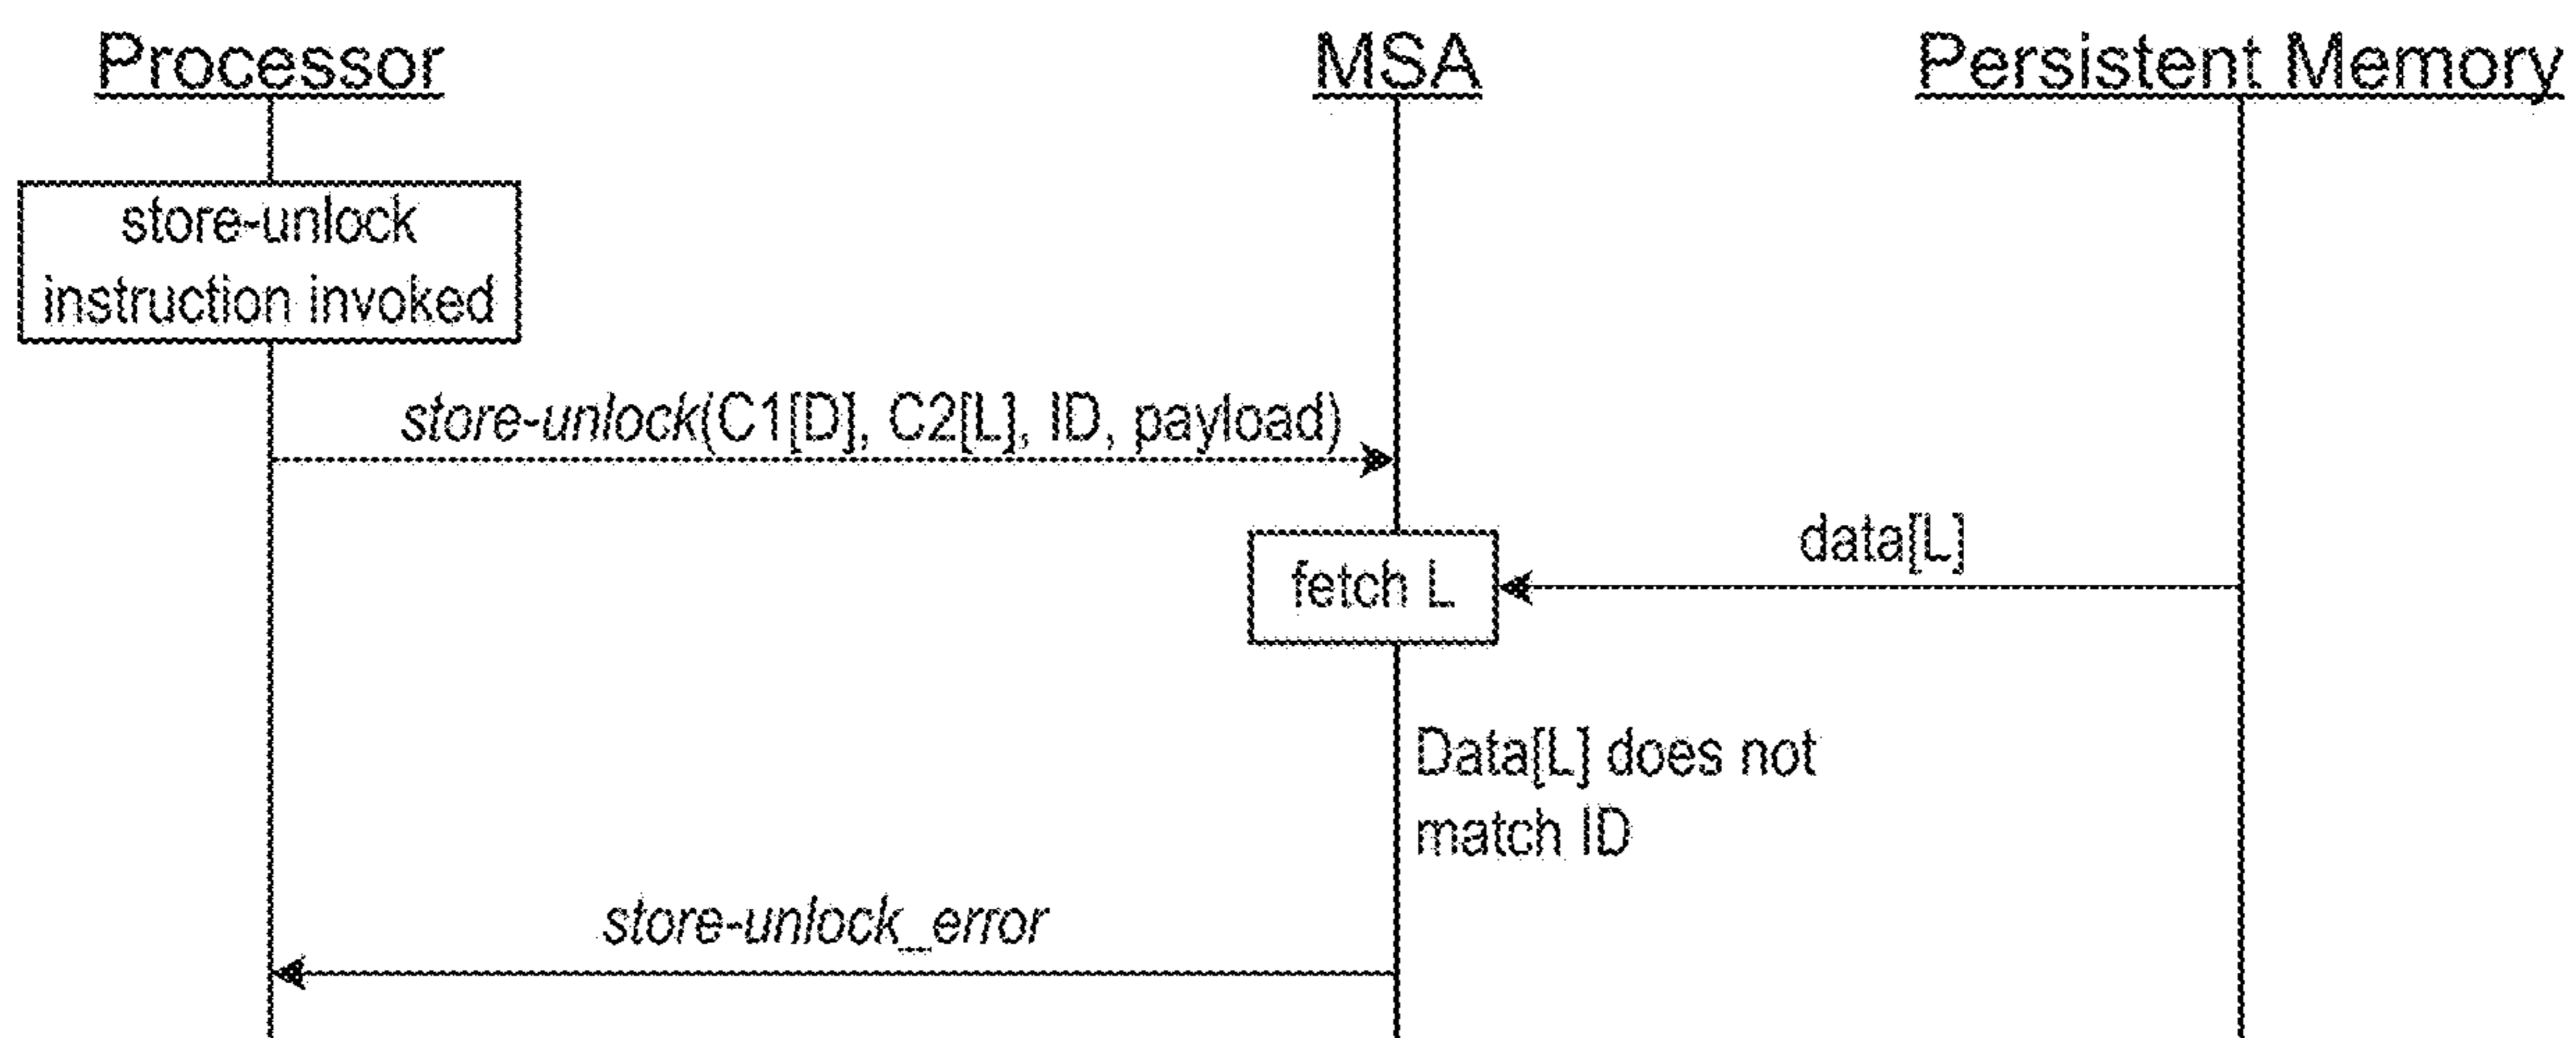 Processor
MSA
Persistent Memory
store-unlock
instruction invoked
store-unlock(C1[D], C2[L], ID, payload)
fetch L
data[L]
Data[L] does not
match ID
store-unlock_error